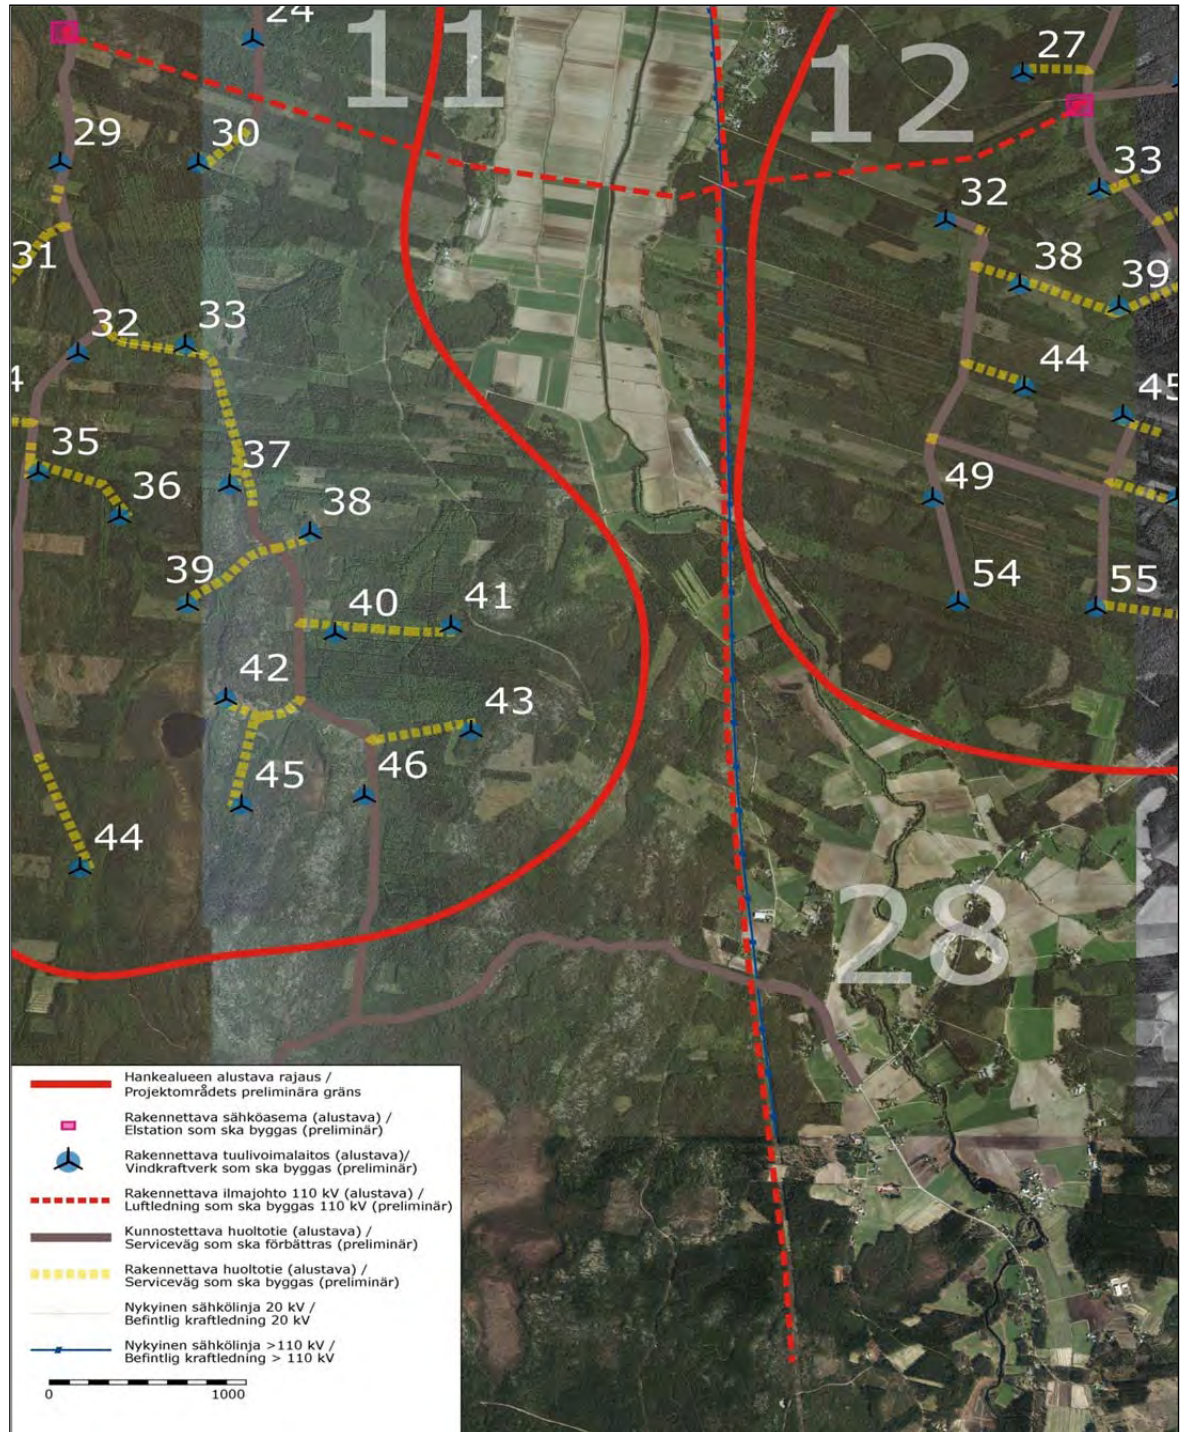 24
11
12
27
29
30
33
32
31
38
39
32
33
44
4
45
35
37
36
49
38
39
54
55
40
41
42
43
45
46
44
28
Hankealueen alustava rajaus /
Projektområdets preliminära gräns
Rakennettava sähköasema (alustava) /
Elstation som ska byggas (preliminär)
Rakennettava tuulivoimalaitos (alustava)/
Vindkraftverk som ska byggas (preliminär)
Rakennettava ilmajohto 110 kV (alustava) /
Luftledning som ska byggas 110 kV (preliminär)
Kunnostettava huoltotie (alustava) /
Serviceväg som ska förbättras (preliminär)
Rakennettava huoltotie (alustava) /
Serviceväg som ska byggas (preliminär)
Nykyinen sähkölinja 20 kV /
Befintlig kraftledning 20 kV
Nykyinen sähkölinja >110 kV /
Befintlig kraftledning > 110 kV
0 1000